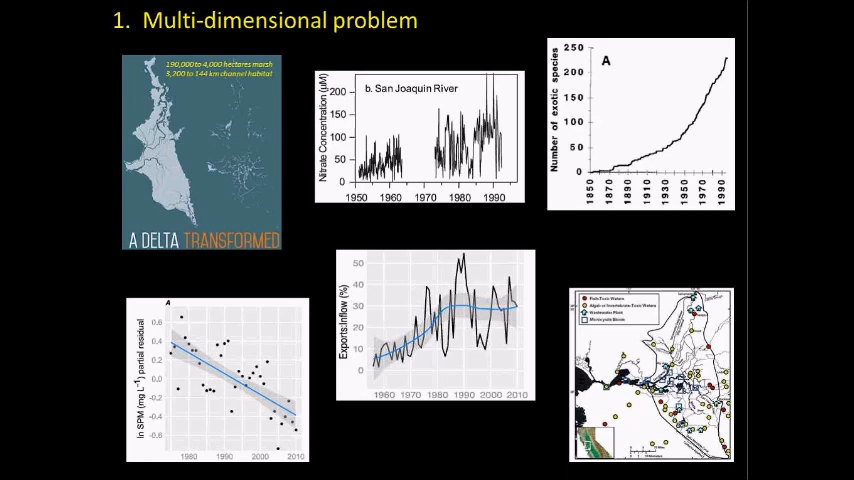 1. Multi-dimensional problem
190,000 to 4,000 hectares marsh
3,200 to 144 km channel habitat
A DELTA TRANSFORMED
b. San Joaquin River
Nitrate Concentration (µM)
200
150
100
50
0
1950 1960 1970 1980 1990
A
Number of exotic species
250
200
150
100
50
0
1850 1870 1890 1910 1930 1950 1970 1990
A
ln SPM (mg L⁻¹) partial residual
0.6
0.4
0.2
0.0
-0.2
-0.4
-0.6
1980 1990 2000 2010
Exports:Inflow (%)
50
40
30
20
10
0
1960 1970 1980 1990 2000 2010
Fish-Toxic Waters
Algae or Invertebrate-Toxic Waters
Wastewater Plant
Microcystis Bloom